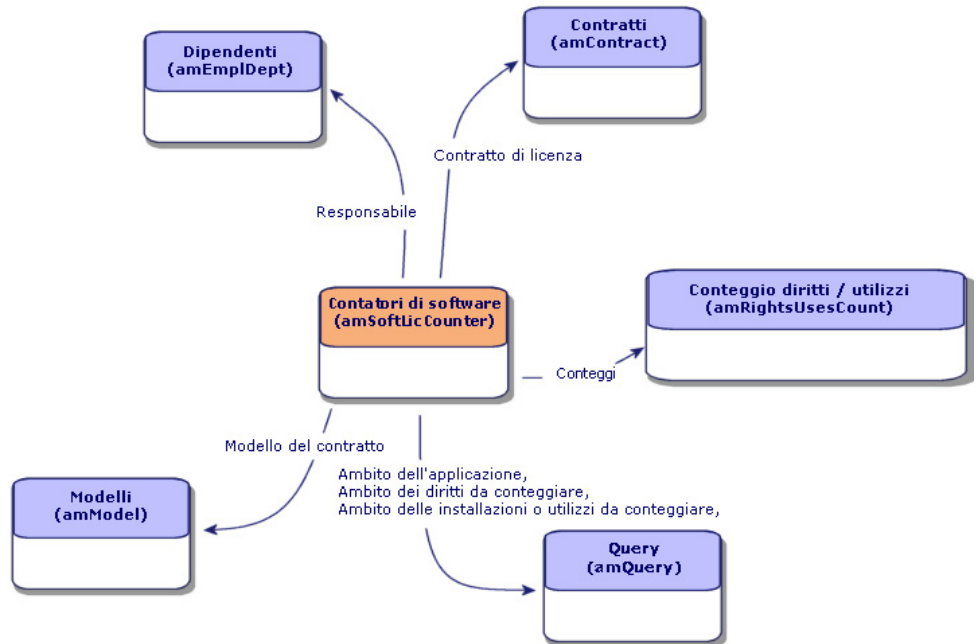 Contratti
(amContract)
Dipendenti
(amEmplDept)
Contratto di licenza
Responsabile
Contatori di software
(amSoftLicCounter)
Conteggio diritti / utilizzi
(amRightsUsesCount)
Conteggi
Modello del contratto
Ambito dell'applicazione,
Ambito dei diritti da conteggiare,
Ambito delle installazioni o utilizzi da conteggiare,
Modelli
(amModel)
Query
(amQuery)